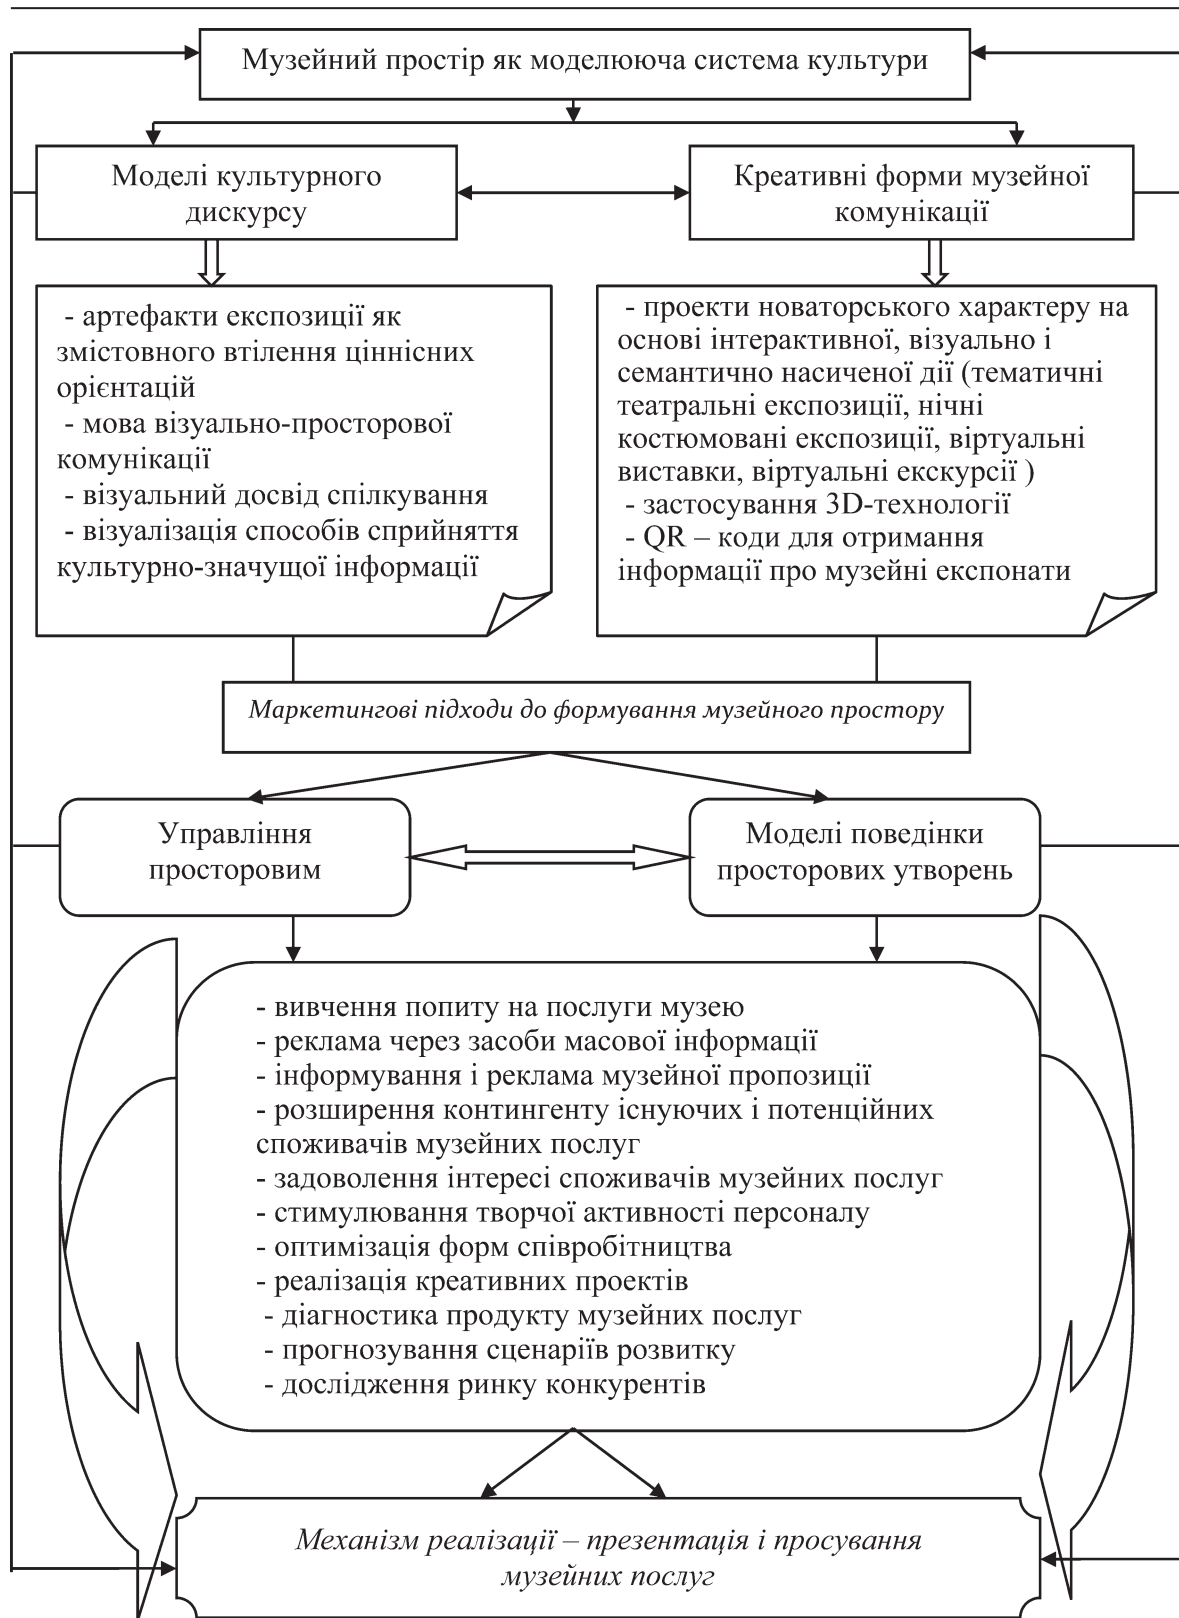 Музейний простір як моделююча система культури
Моделі культурного
дискурсу
Креативні форми музейної
комунікації
- артефакти експозиції як
змістовного втілення ціннісних
орієнтацій
- мова візуально-просторової
комунікації
- візуальний досвід спілкування
- візуалізація способів сприйняття
культурно-значущої інформації
- проекти новаторського характеру на
основі інтерактивної, візуально і
семантично насиченої дії (тематичні
театральні експозиції, нічні
костюмовані експозиції, віртуальні
виставки, віртуальні екскурсії )
- застосування 3D-технології
- QR – коди для отримання
інформації про музейні експонати
Маркетингові підходи до формування музейного простору
Управління
просторовим
Моделі поведінки
просторових утворень
- вивчення попиту на послуги музею
- реклама через засоби масової інформації
- інформування і реклама музейної пропозиції
- розширення контингенту існуючих і потенційних
споживачів музейних послуг
- задоволення інтересі споживачів музейних послуг
- стимулювання творчої активності персоналу
- оптимізація форм співробітництва
- реалізація креативних проектів
- діагностика продукту музейних послуг
- прогнозування сценаріїв розвитку
- дослідження ринку конкурентів
Механізм реалізації – презентація і просування
музейних послуг